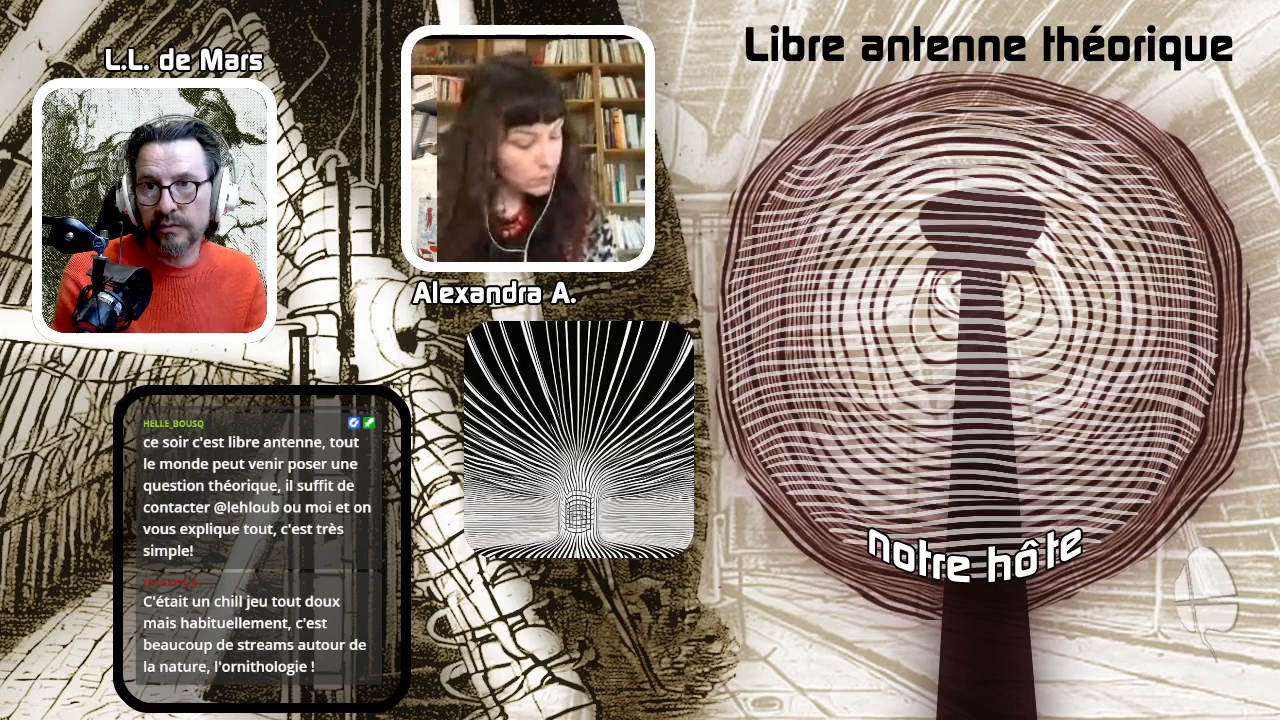 L.L. de Mars
Libre antenne théorique
Alexandra A.
HELLE_BOUSQ
ce soir c'est libre antenne, tout
le monde peut venir poser une
question théorique, il suffit de
contacter @lehloub ou moi et on
vous explique tout, c'est très
simple!
C'était un chill jeu tout doux
mais habituellement, c'est
beaucoup de streams autour de
la nature, l'ornithologie !
notre hôte